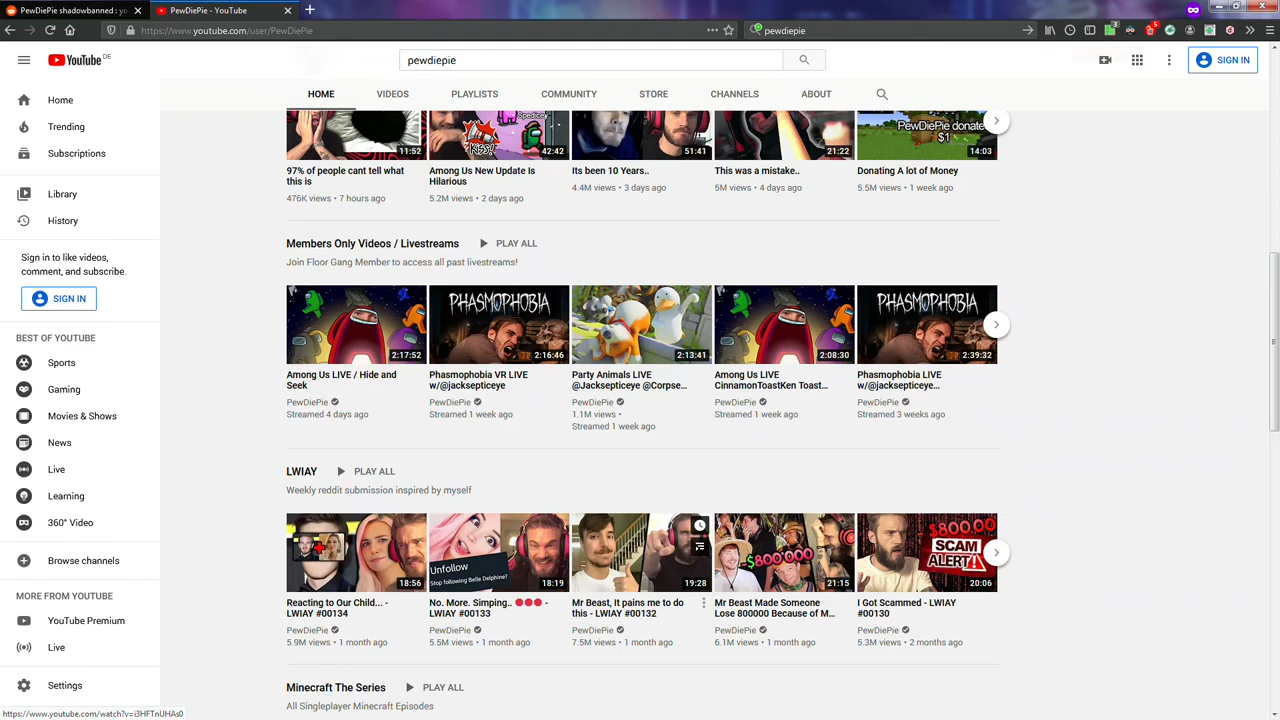 PewDiePie shadowbanned : yo
PewDiePie - YouTube
https://www.youtube.com/user/PewDiePie
pewdiepie
3
5
YouTube DE
pewdiepie
SIGN IN
HOME
VIDEOS
PLAYLISTS
COMMUNITY
STORE
CHANNELS
ABOUT
Home
Trending
Subscriptions
Library
History
Sign in to like videos,
comment, and subscribe.
SIGN IN
BEST OF YOUTUBE
Sports
Gaming
Movies & Shows
News
Live
Learning
360° Video
Browse channels
MORE FROM YOUTUBE
YouTube Premium
Live
Settings
https://www.youtube.com/watch?v=i3HFTnUHAs0
11:52
97% of people cant tell what
this is
476K views • 7 hours ago
42:42
Among Us New Update Is
Hilarious
5.2M views • 2 days ago
51:41
Its been 10 Years..
4.4M views • 3 days ago
21:22
This was a mistake..
5M views • 4 days ago
PewDiePie donate
$1
14:03
Donating A lot of Money
5.5M views • 1 week ago
Members Only Videos / Livestreams
PLAY ALL
Join Floor Gang Member to access all past livestreams!
2:17:52
Among Us LIVE / Hide and
Seek
PewDiePie
Streamed 4 days ago
PHASMOPHOBIA
2:16:46
Phasmophobia VR LIVE
w/@jacksepticeye
PewDiePie
Streamed 1 week ago
2:13:41
Party Animals LIVE
@Jacksepticeye @Corpse...
PewDiePie
1.1M views •
Streamed 1 week ago
2:08:30
Among Us LIVE
CinnamonToastKen Toast...
PewDiePie
Streamed 1 week ago
PHASMOPHOBIA
2:39:32
Phasmophobia LIVE
w/@jacksepticeye...
PewDiePie
Streamed 3 weeks ago
LWIAY
PLAY ALL
Weekly reddit submission inspired by myself
18:56
Reacting to Our Child... -
LWIAY #00134
PewDiePie
5.9M views • 1 month ago
Unfollow
Stop following Belle Delphine?
18:19
No. More. Simping.. 🔴🔴🔴 -
LWIAY #00133
PewDiePie
5.5M views • 1 month ago
19:28
Mr Beast, It pains me to do
this - LWIAY #00132
PewDiePie
7.5M views • 1 month ago
$800'000
21:15
Mr Beast Made Someone
Lose 800000 Because of M...
PewDiePie
6.1M views • 1 month ago
$800.00
SCAM
ALERT
20:06
I Got Scammed - LWIAY
#00130
PewDiePie
5.3M views • 2 months ago
Minecraft The Series
PLAY ALL
All Singleplayer Minecraft Episodes